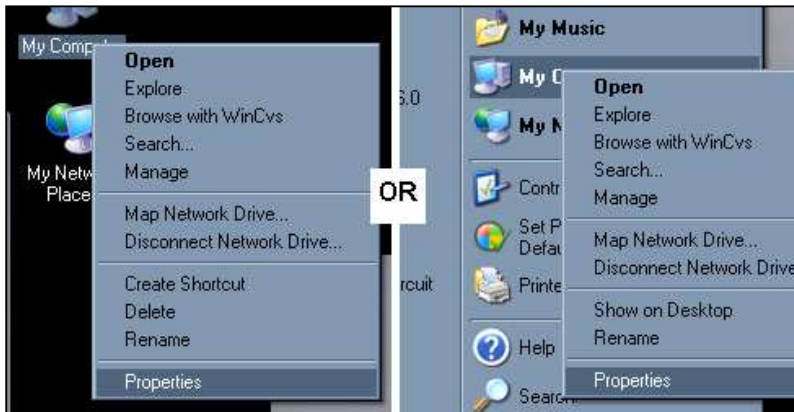 My Comp
Open
Explore
Browse with WinCvs
Search...
Manage
Map Network Drive...
Disconnect Network Drive...
Create Shortcut
Delete
Rename
Properties
My Netw
Place
OR
My Music
My C
My N
6.0
Contr
Set P
Defau
Printe
rcuit
Help
Search
Open
Explore
Browse with WinCvs
Search...
Manage
Map Network Drive...
Disconnect Network Drive
Show on Desktop
Rename
Properties